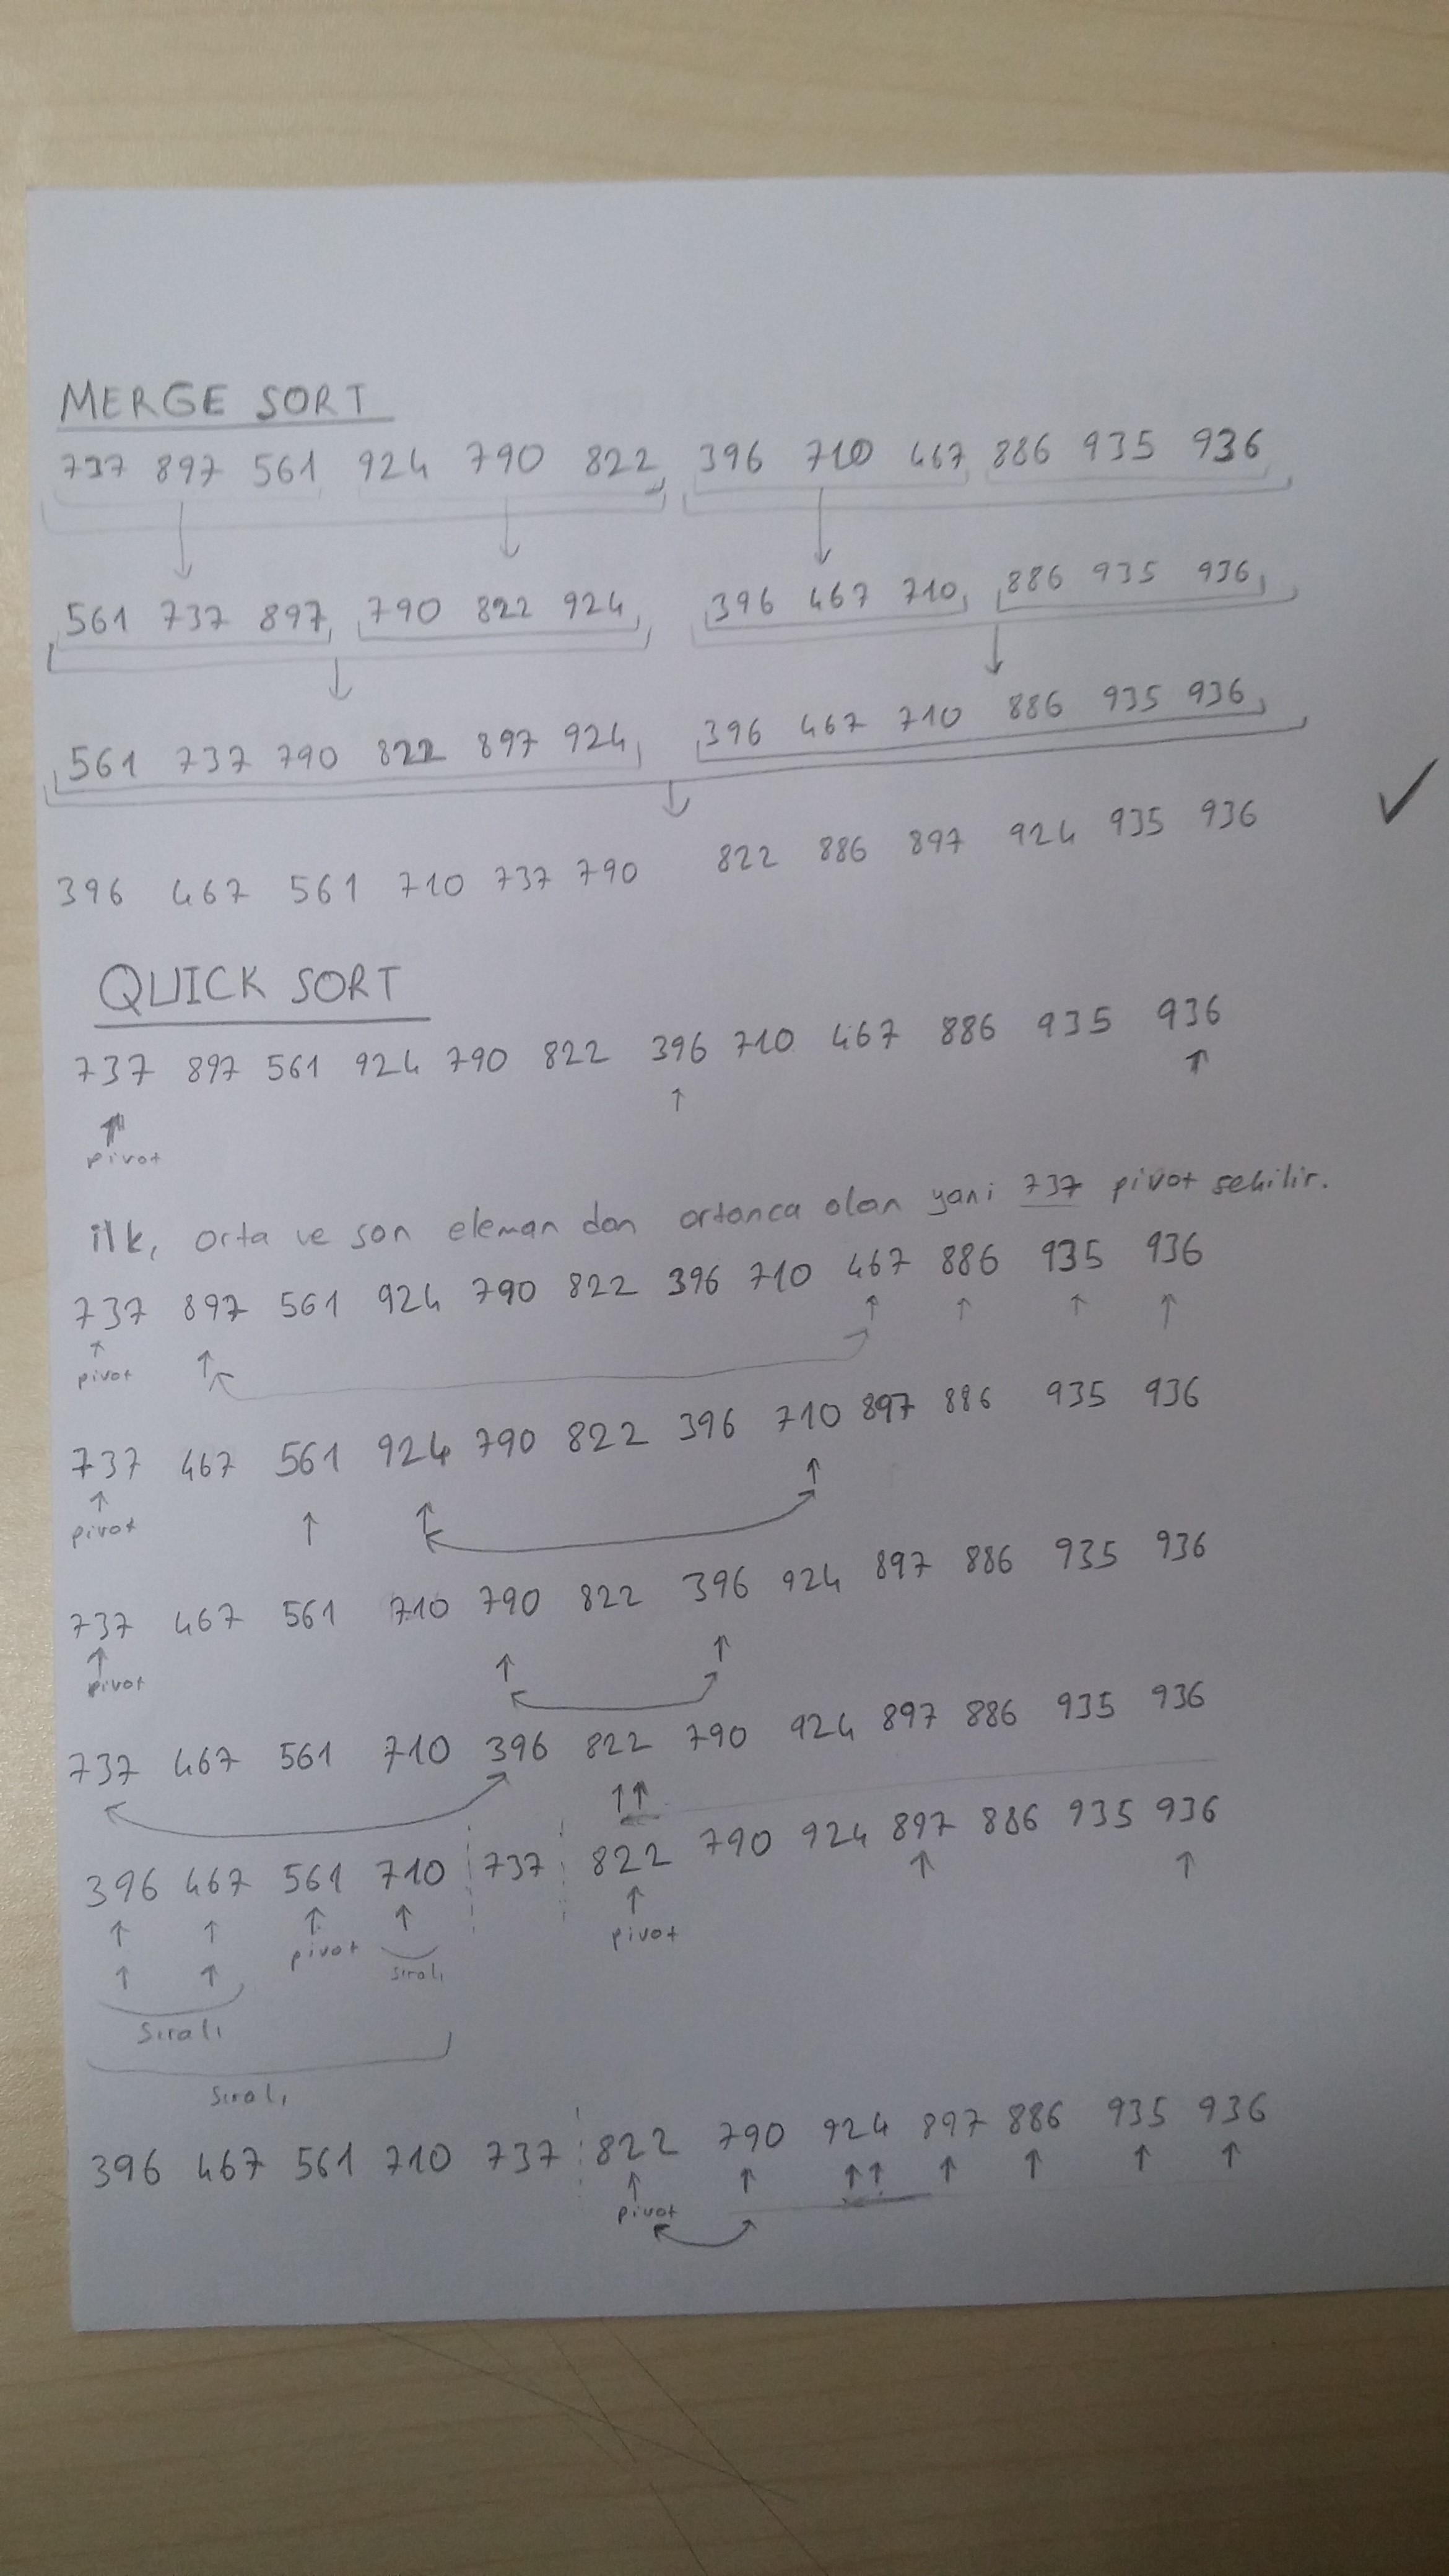 MERGE SORT
737 897 561 924 790 822 396 710 467 886 935 936
561 737 897 790 822 924 396 467 710 886 935 936
561 737 790 822 897 924 396 467 710 886 935 936
396 467 561 710 737 790 822 886 897 924 935 936
QUICK SORT
737 897 561 924 790 822 396 710 467 886 935 936
pivot
ilk, orta ve son eleman dan ortanca olan yani 737 pivot seçilir.
737 897 561 924 790 822 396 710 467 886 935 936
pivot
737 467 561 924 790 822 396 710 897 886 935 936
pivot
737 467 561 710 790 822 396 924 897 886 935 936
pivot
737 467 561 710 396 822 790 924 897 886 935 936
396 467 561 710 737 822 790 924 897 886 935 936
pivot pivot
sıralı
sıralı
sıralı
396 467 561 710 737 822 790 924 897 886 935 936
pivot